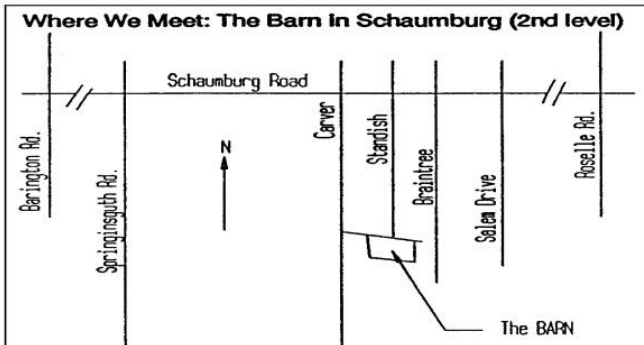 Where We Meet: The Barn in Schaumburg (2nd level)
Schaumburg Road
Barington Rd.
Springinsguth Rd.
N
Carver
Standish
Braintree
Salem Drive
Roselle Rd.
The BARN